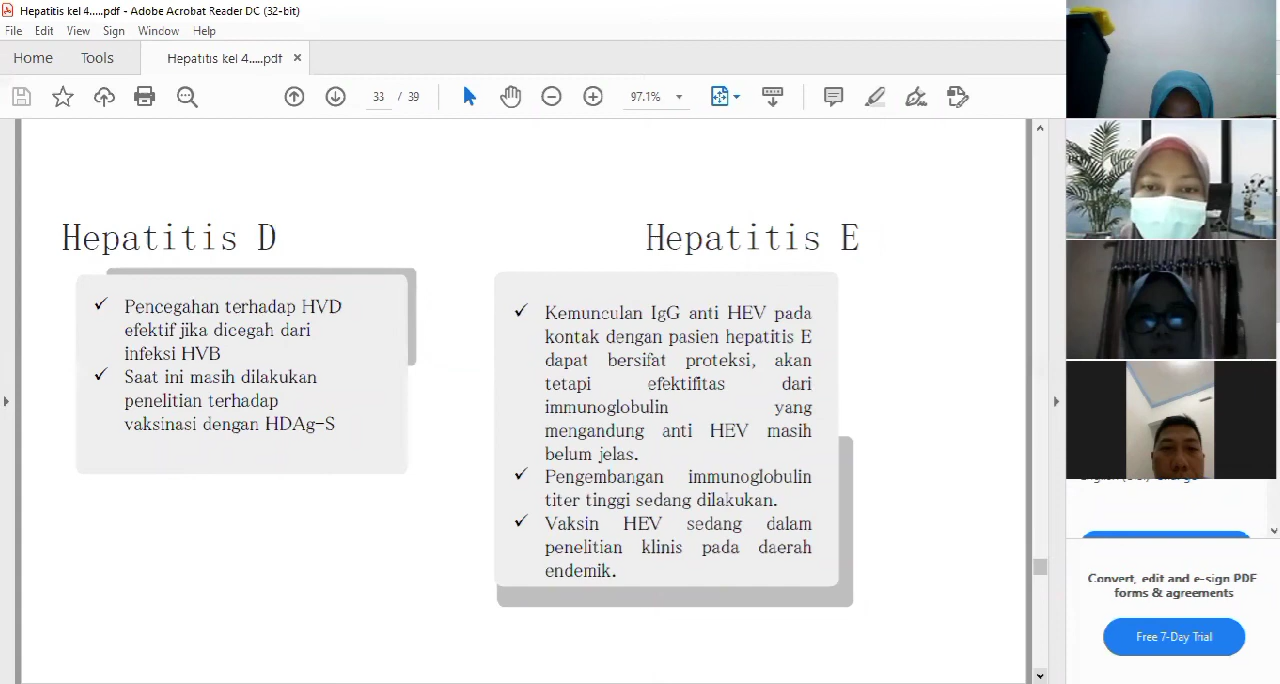 Hepatitis kel 4.....pdf - Adobe Acrobat Reader DC (32-bit)
File Edit View Sign Window Help
Home Tools Hepatitis kel 4.....pdf ×
33 / 39 97.1%
Hepatitis D
✓ Pencegahan terhadap HVD
efektif jika dicegah dari
infeksi HVB
✓ Saat ini masih dilakukan
penelitian terhadap
vaksinasi dengan HDAg-S
Hepatitis E
✓ Kemunculan IgG anti HEV pada
kontak dengan pasien hepatitis E
dapat bersifat proteksi, akan
tetapi efektifitas dari
immunoglobulin yang
mengandung anti HEV masih
belum jelas.
✓ Pengembangan immunoglobulin
titer tinggi sedang dilakukan.
✓ Vaksin HEV sedang dalam
penelitian klinis pada daerah
endemik.
Convert, edit and e-sign PDF
forms & agreements
Free 7-Day Trial